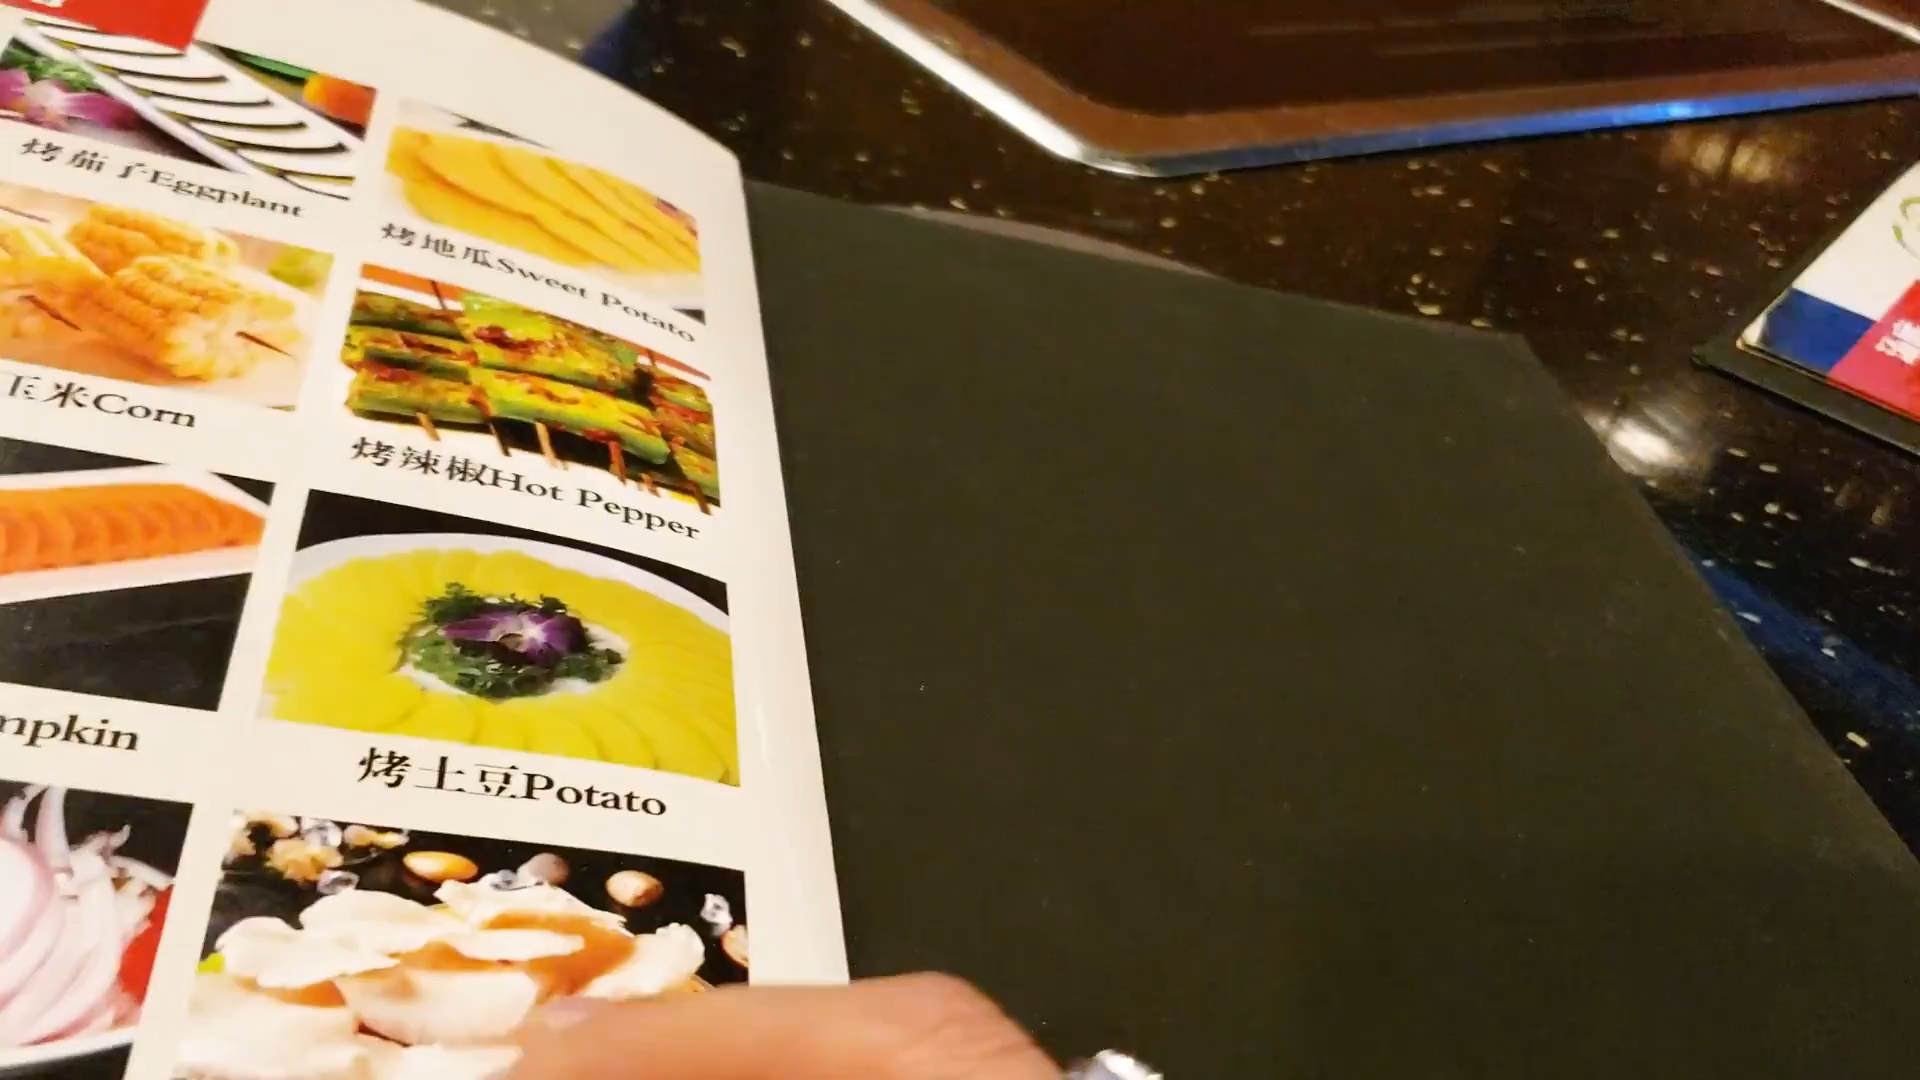 烤茄子Eggplant
烤地瓜Sweet Potato
玉米Corn
烤辣椒Hot Pepper
mpkin
烤土豆Potato